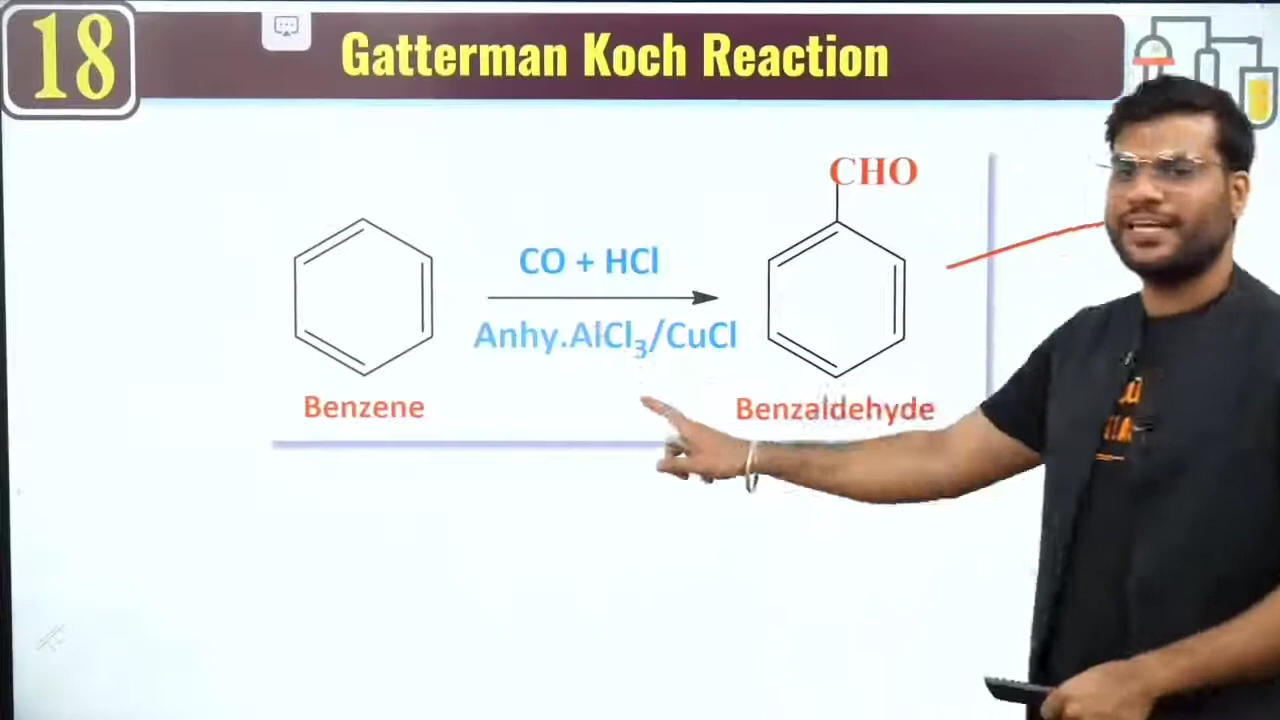 18
Gatterman Koch Reaction
CHO
CO + HCl
Anhy.AlCl₃/CuCl
Benzene
Benzaldehyde